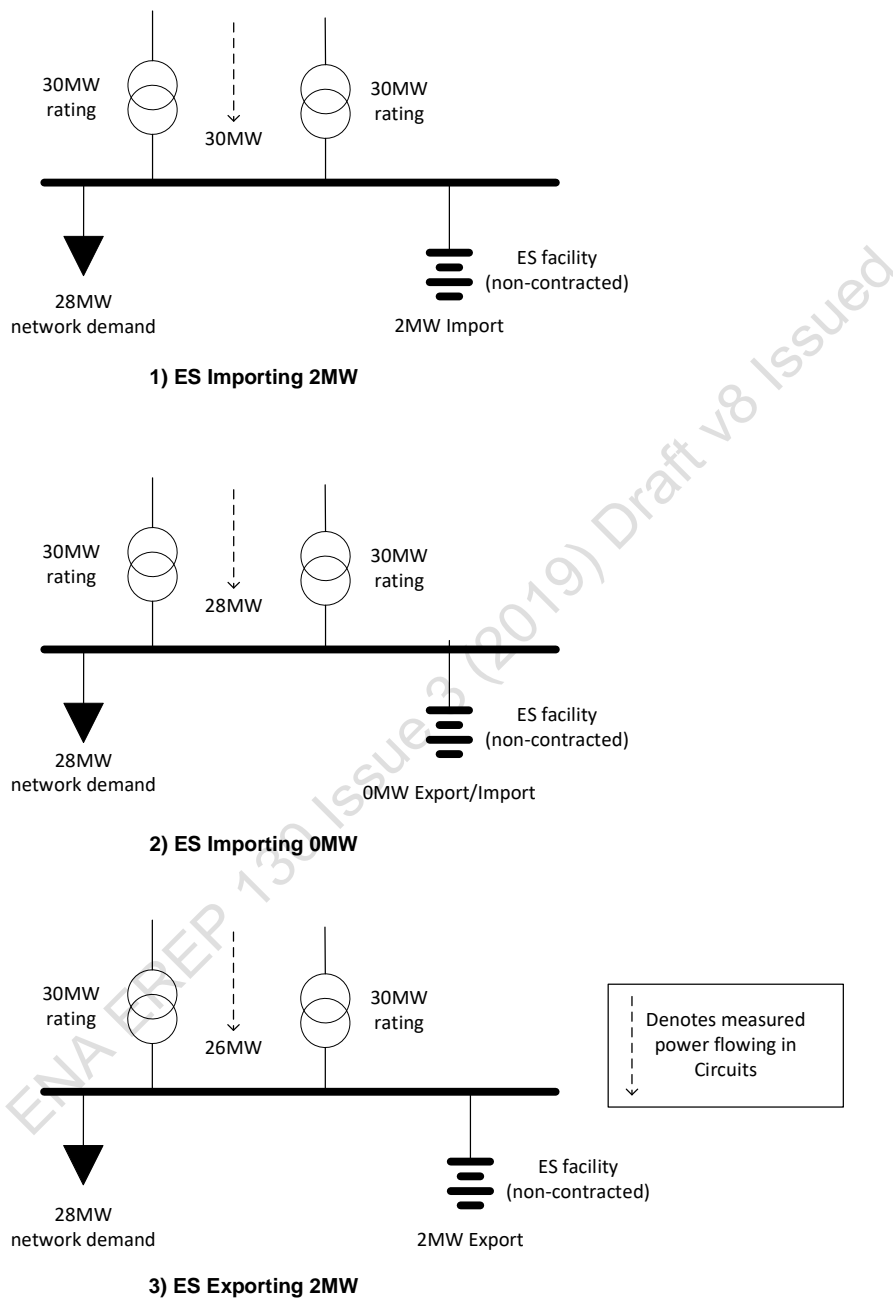 30MW
rating
30MW
30MW
rating
28MW
network demand
ES facility
(non-contracted)
2MW Import
1) ES Importing 2MW
30MW
rating
28MW
30MW
rating
28MW
network demand
ES facility
(non-contracted)
0MW Export/Import
2) ES Importing 0MW
30MW
rating
26MW
30MW
rating
Denotes measured
power flowing in
Circuits
28MW
network demand
ES facility
(non-contracted)
2MW Export
3) ES Exporting 2MW
ENA EREP 130 Issue 3 (2019) Draft v8 Issued